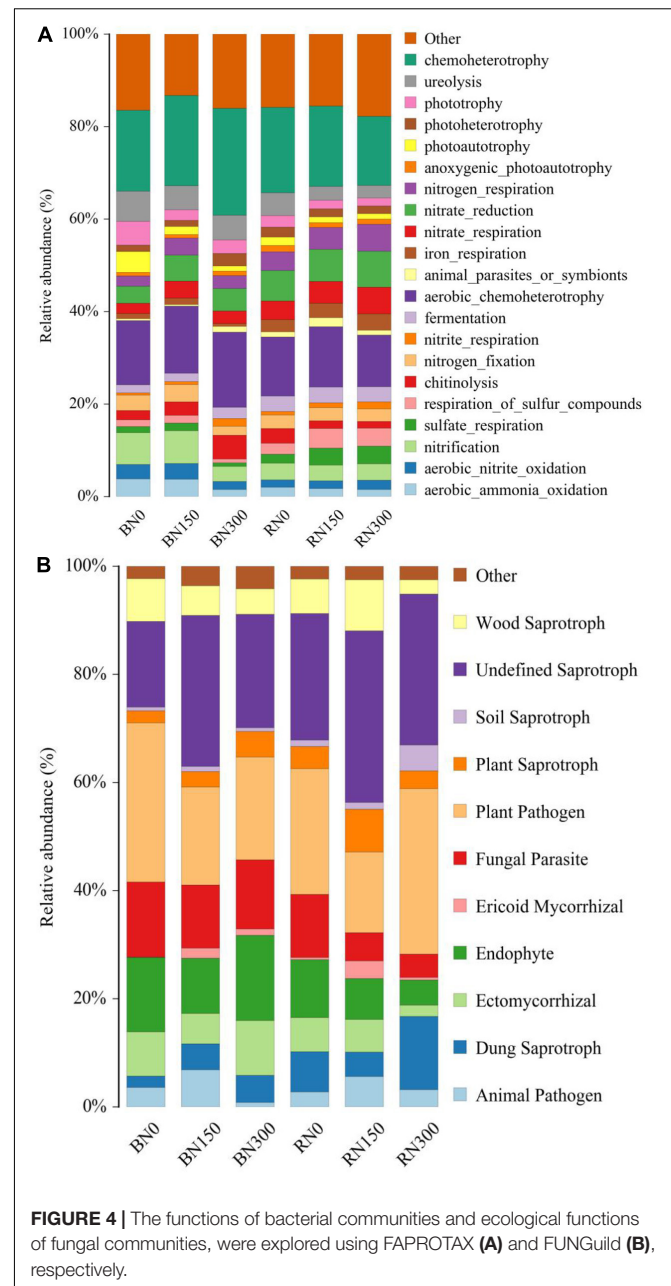 A
100%
80%
60%
40%
20%
0%
Relative abundance (%)
BN0
BN150
BN300
RN0
RN150
RN300
Other
chemoheterotrophy
ureolysis
phototrophy
photoheterotrophy
photoautotrophy
anoxygenic_photoautotrophy
nitrogen_respiration
nitrate_reduction
nitrate_respiration
iron_respiration
animal_parasites_or_symbionts
aerobic_chemoheterotrophy
fermentation
nitrite_respiration
nitrogen_fixation
chitinolysis
respiration_of_sulfur_compounds
sulfate_respiration
nitrification
aerobic_nitrite_oxidation
aerobic_ammonia_oxidation
B
100%
80%
60%
40%
20%
0%
Relative abundance (%)
BN0
BN150
BN300
RN0
RN150
RN300
Other
Wood Saprotroph
Undefined Saprotroph
Soil Saprotroph
Plant Saprotroph
Plant Pathogen
Fungal Parasite
Ericoid Mycorrhizal
Endophyte
Ectomycorrhizal
Dung Saprotroph
Animal Pathogen
FIGURE 4 | The functions of bacterial communities and ecological functions
of fungal communities, were explored using FAPROTAX (A) and FUNGuild (B),
respectively.